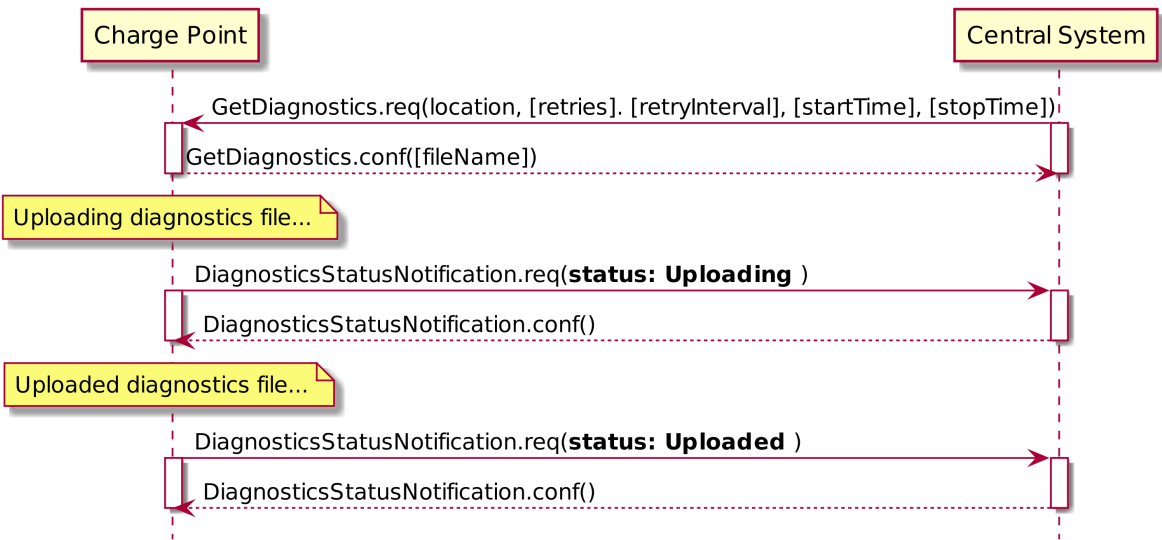 Charge Point
Central System
GetDiagnostics.req(location, [retries]. [retryInterval], [startTime], [stopTime])
GetDiagnostics.conf([fileName])
Uploading diagnostics file...
DiagnosticsStatusNotification.req(status: Uploading )
DiagnosticsStatusNotification.conf()
Uploaded diagnostics file...
DiagnosticsStatusNotification.req(status: Uploaded )
DiagnosticsStatusNotification.conf()